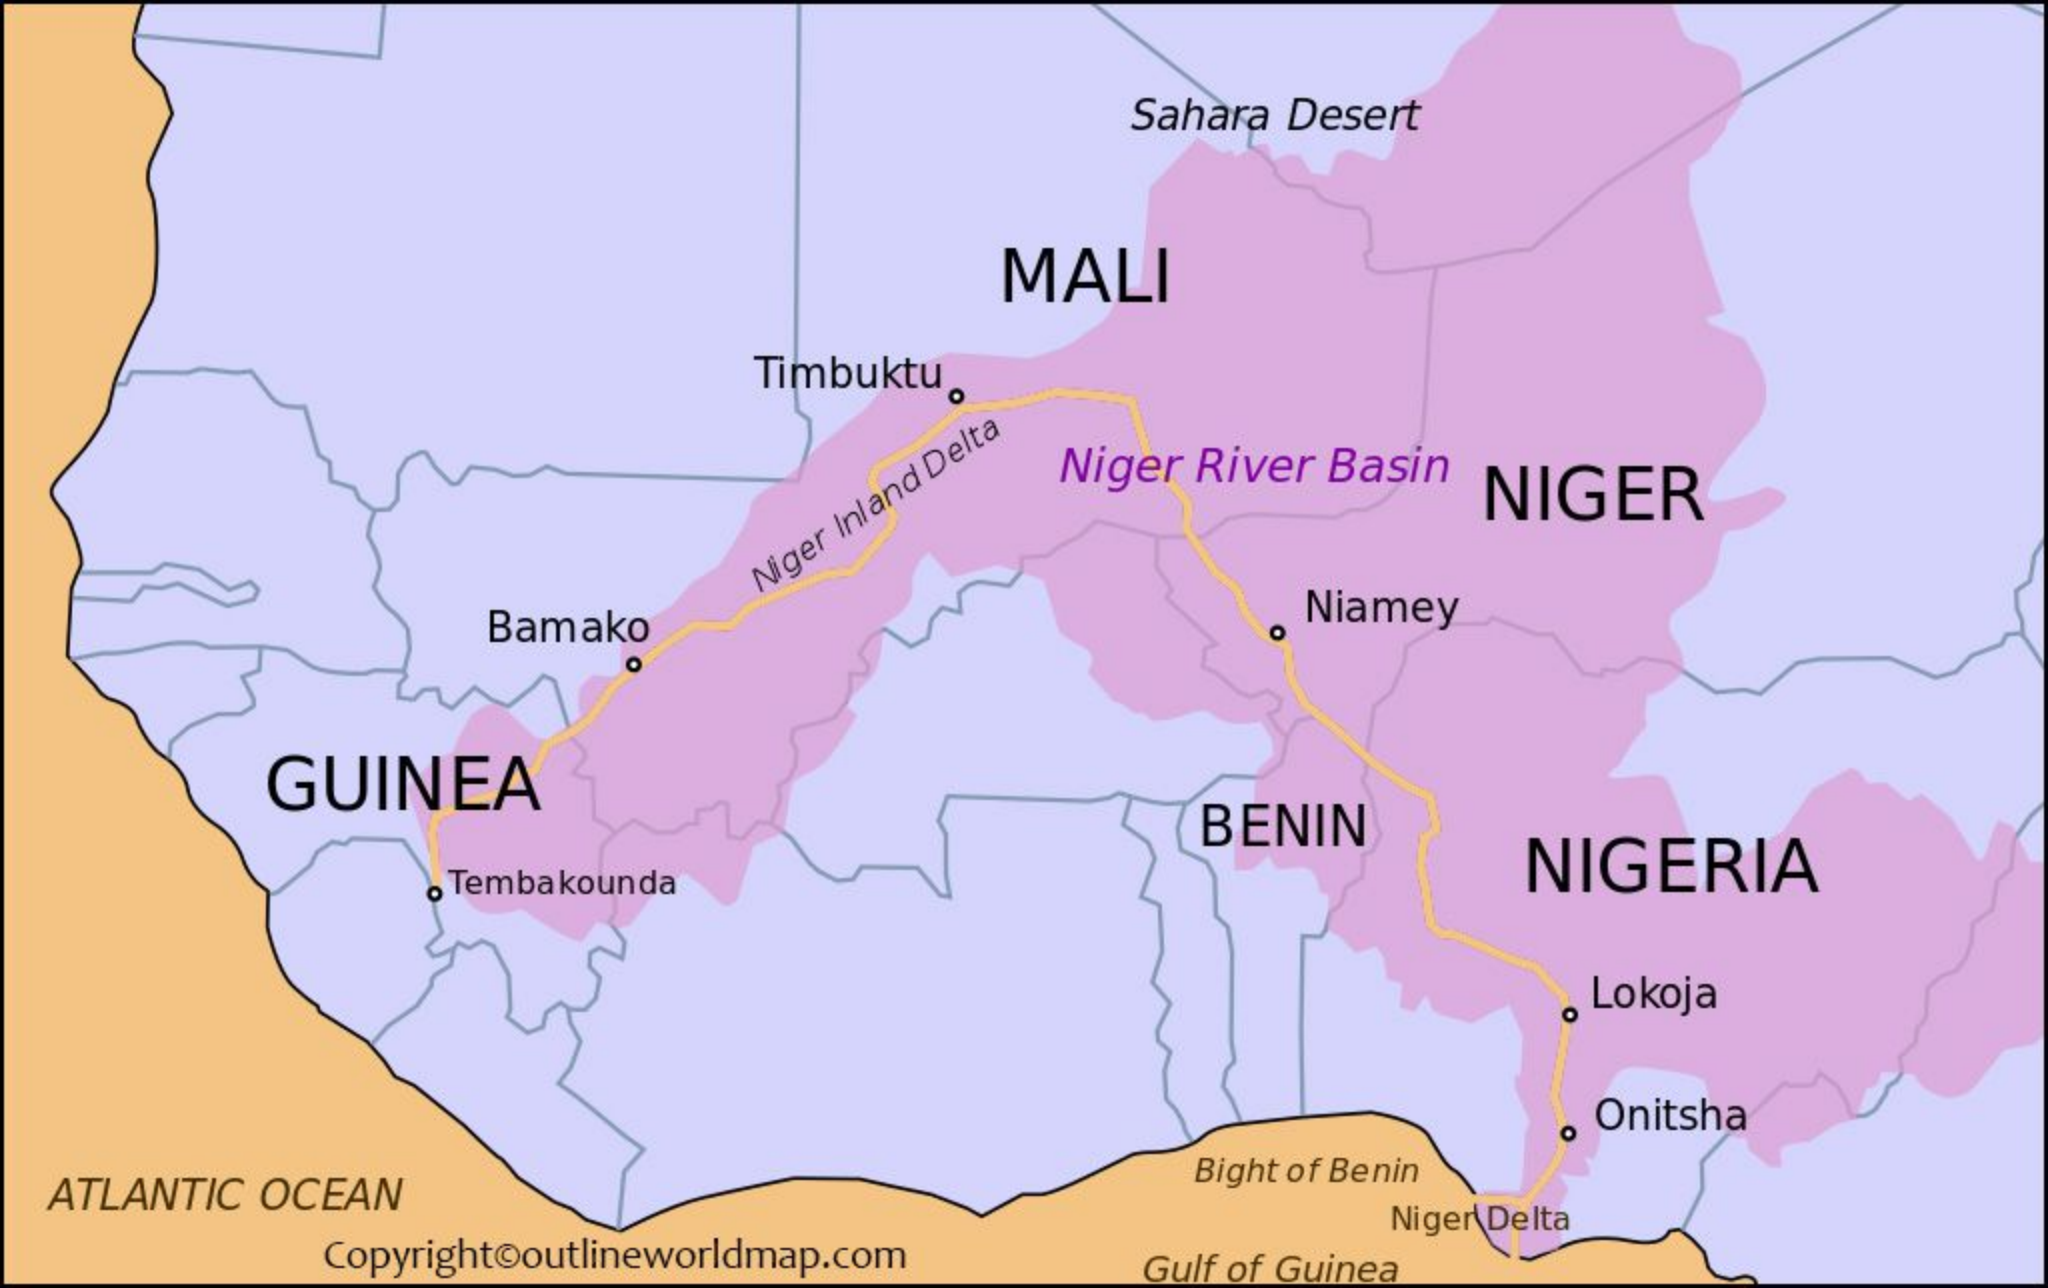 Sahara Desert
MALI
Timbuktu
Niger Inland Delta
Niger River Basin
NIGER
Niamey
Bamako
GUINEA
BENIN
NIGERIA
Tembakounda
Lokoja
Onitsha
Bight of Benin
ATLANTIC OCEAN
Niger Delta
Copyright©outlineworldmap.com
Gulf of Guinea